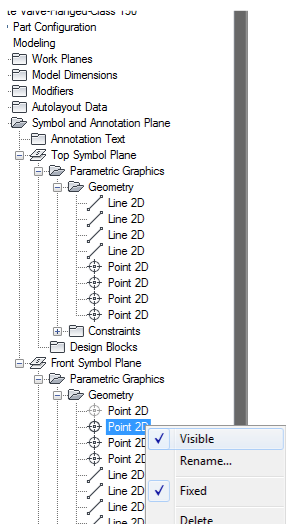 te Valve-Flanged-Class 150
Part Configuration
Modeling
Work Planes
Model Dimensions
Modifiers
Autolayout Data
Symbol and Annotation Plane
Annotation Text
Top Symbol Plane
Parametric Graphics
Geometry
Line 2D
Line 2D
Line 2D
Line 2D
Point 2D
Point 2D
Point 2D
Point 2D
Constraints
Design Blocks
Front Symbol Plane
Parametric Graphics
Geometry
Point 2D
Point 2D
Visible
Point 2D
Rename...
Point 2D
Line 2D
Fixed
Line 2D
Line 2D
Delete
Line 2D